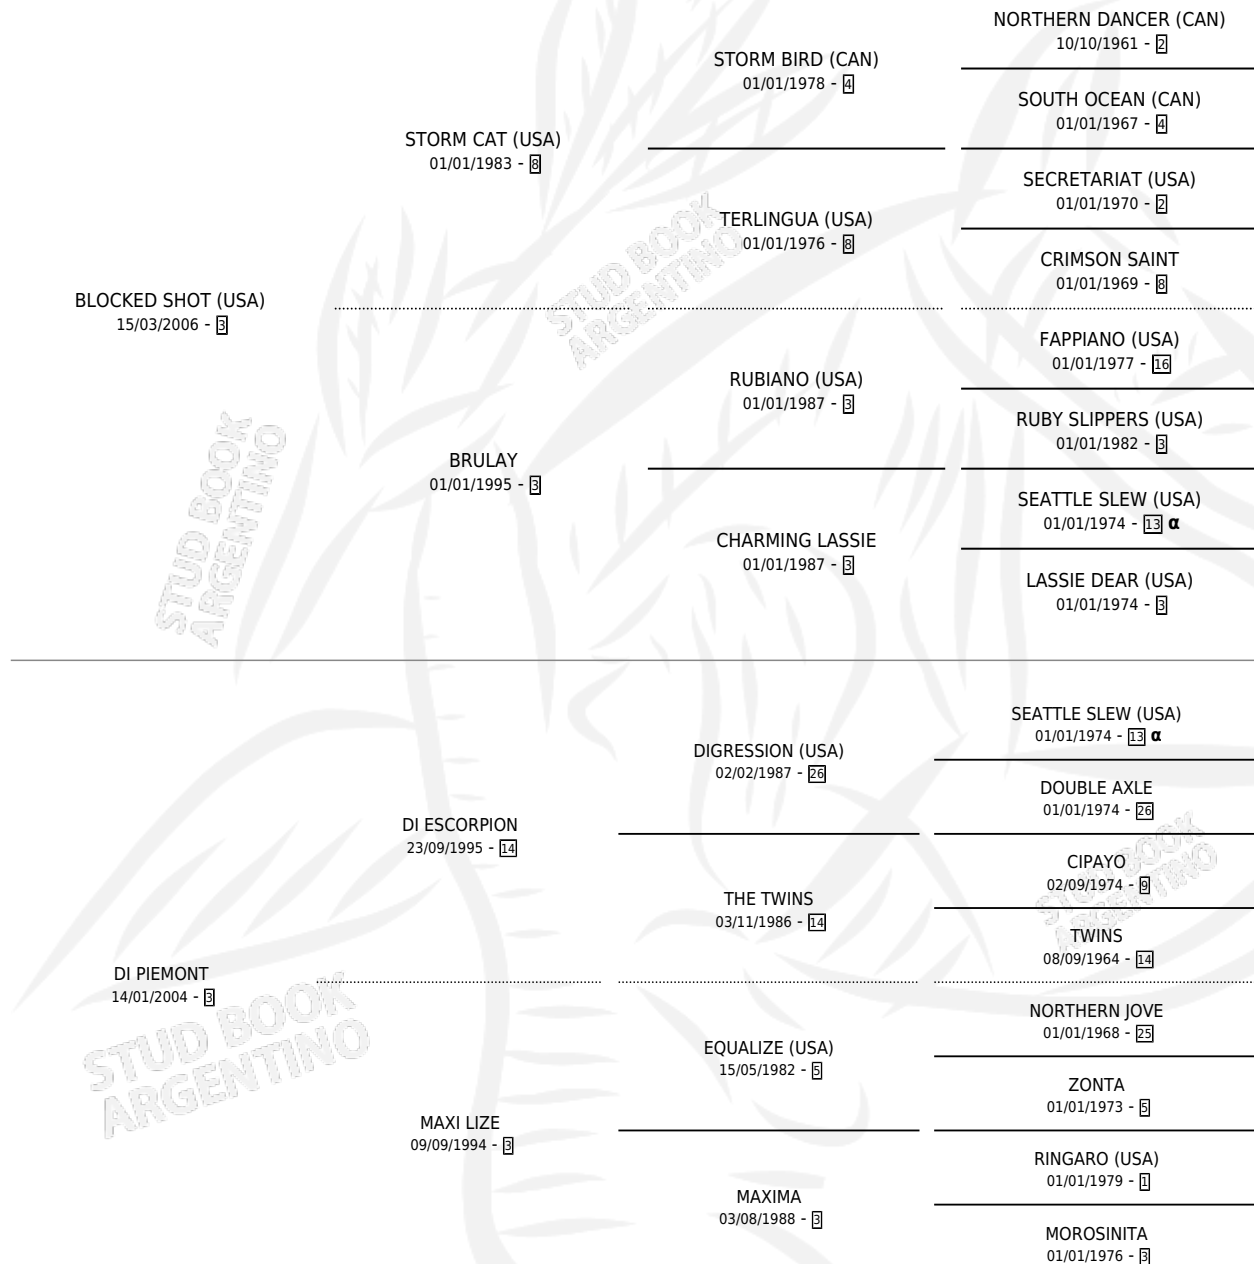 NORTHERN DANCER (CAN)
10/10/1961 - 2
STORM BIRD (CAN)
01/01/1978 - 4
SOUTH OCEAN (CAN)
01/01/1967 - 4
STORM CAT (USA)
01/01/1983 - 8
SECRETARIAT (USA)
01/01/1970 - 2
TERLINGUA (USA)
01/01/1976 - 8
CRIMSON SAINT
01/01/1969 - 8
STUD BOOK
ARGENTINO
BLOCKED SHOT (USA)
15/03/2006 - 3
FAPPIANO (USA)
01/01/1977 - 16
RUBIANO (USA)
01/01/1987 - 3
RUBY SLIPPERS (USA)
01/01/1982 - 3
BRULAY
01/01/1995 - 3
SEATTLE SLEW (USA)
01/01/1974 - 13 α
CHARMING LASSIE
01/01/1987 - 3
LASSIE DEAR (USA)
01/01/1974 - 3
STUD BOOK
ARGENTINO
SEATTLE SLEW (USA)
01/01/1974 - 13 α
DIGRESSION (USA)
02/02/1987 - 26
DOUBLE AXLE
01/01/1974 - 26
DI ESCORPION
23/09/1995 - 14
CIPAYO
02/09/1974 - 9
THE TWINS
03/11/1986 - 14
TWINS
08/09/1964 - 14
STUD BOOK
ARGENTINO
DI PIEMONT
14/01/2004 - 3
NORTHERN JOVE
01/01/1968 - 25
EQUALIZE (USA)
15/05/1982 - 5
ZONTA
01/01/1973 - 5
STUD BOOK
ARGENTINO
MAXI LIZE
09/09/1994 - 3
RINGARO (USA)
01/01/1979 - 1
MAXIMA
03/08/1988 - 3
MOROSINITA
01/01/1976 - 3